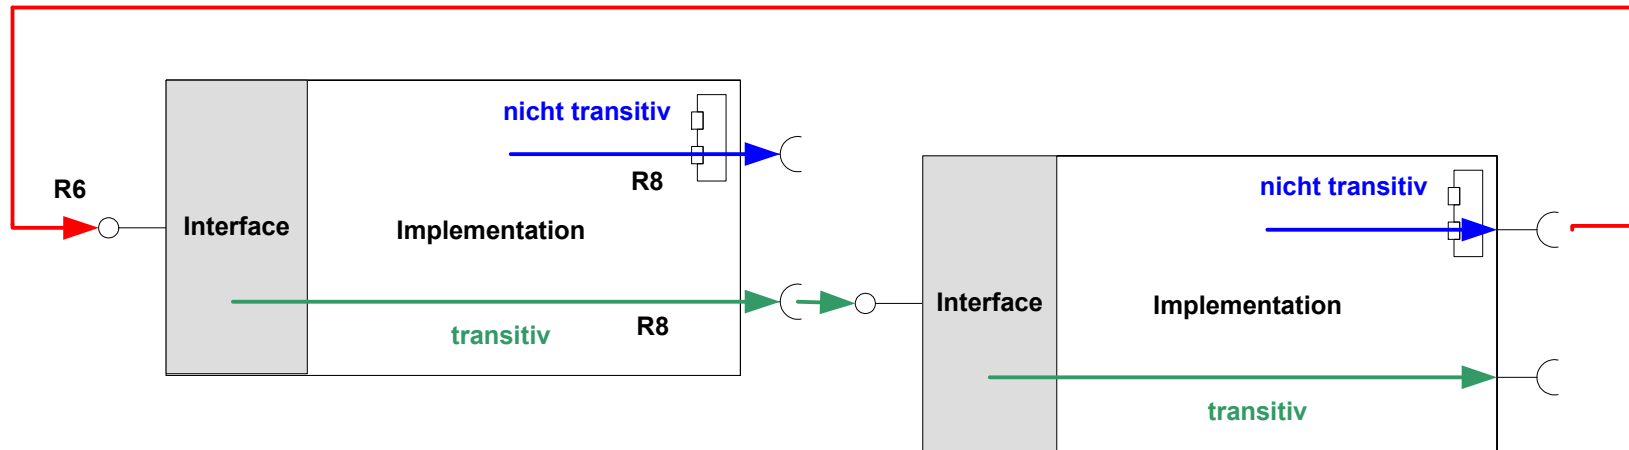 nicht transitiv
R8
R6
Interface
Implementation
transitiv
R8
nicht transitiv
Interface
Implementation
transitiv